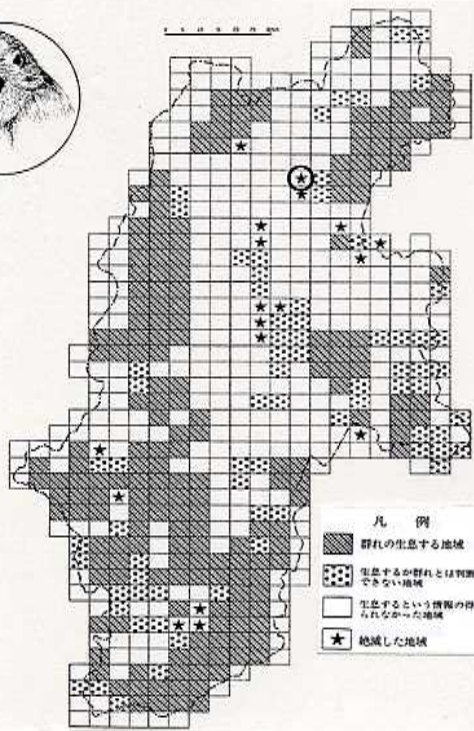 凡 例
群れの生息する地域
生息するが群れとは判断
できない地域
生息するという情報の得
られなかった地域
絶滅した地域